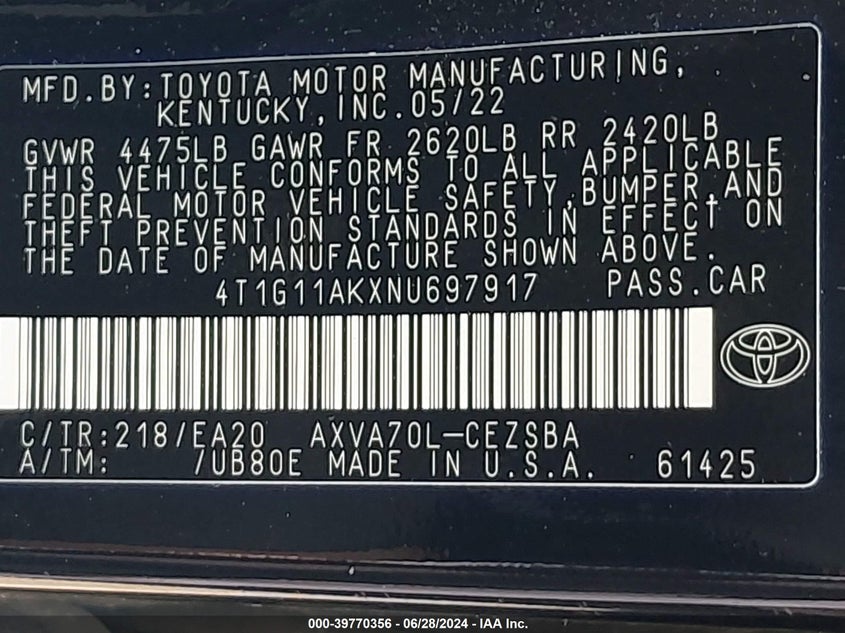 MFD.BY:TOYOTA MOTOR MANUFACTURING,
KENTUCKY,INC.05/22
GVWR 4475LB GAWR FR 2620LB RR 2420LB
THIS VEHICLE CONFORMS TO ALL APPLICABLE
FEDERAL MOTOR VEHICLE SAFETY,BUMPER,AND
THEFT PREVENTION STANDARDS IN EFFECT ON
THE DATE OF MANUFACTURE SHOWN ABOVE.
4T1G11AKXNU697917 PASS.CAR
C/TR:218/EA20 AXVA70L-CEZSBA
A/TM: /UB80E MADE IN U.S.A. 61425
000-39770356 - 06/28/2024 - IAA Inc.